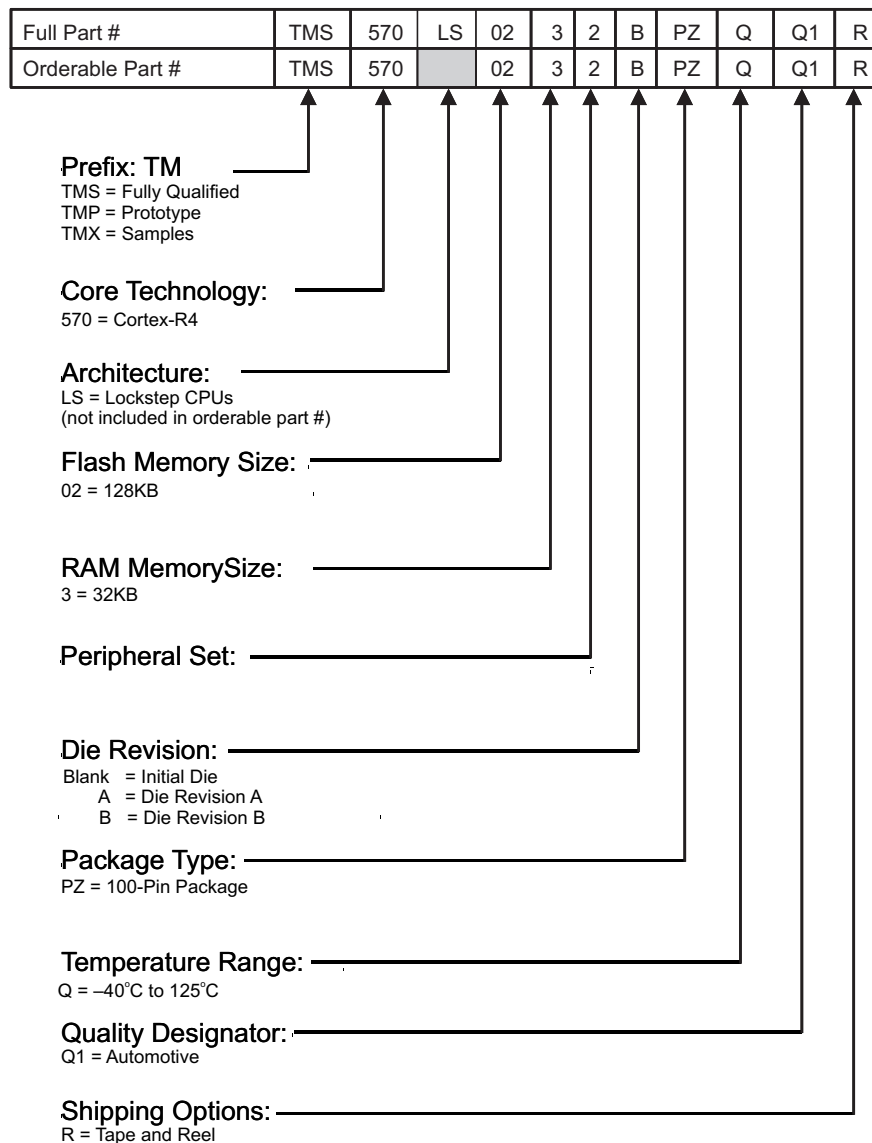 Full Part # TMS 570 LS 02 3 2 B PZ Q Q1 R
Orderable Part # TMS 570 02 3 2 B PZ Q Q1 R
Prefix: TM
TMS = Fully Qualified
TMP = Prototype
TMX = Samples
Core Technology:
570 = Cortex-R4
Architecture:
LS = Lockstep CPUs
(not included in orderable part #)
Flash Memory Size:
02 = 128KB
RAM MemorySize:
3 = 32KB
Peripheral Set:
Die Revision:
Blank = Initial Die
A = Die Revision A
B = Die Revision B
Package Type:
PZ = 100-Pin Package
Temperature Range:
Q = –40°C to 125°C
Quality Designator:
Q1 = Automotive
Shipping Options:
R = Tape and Reel